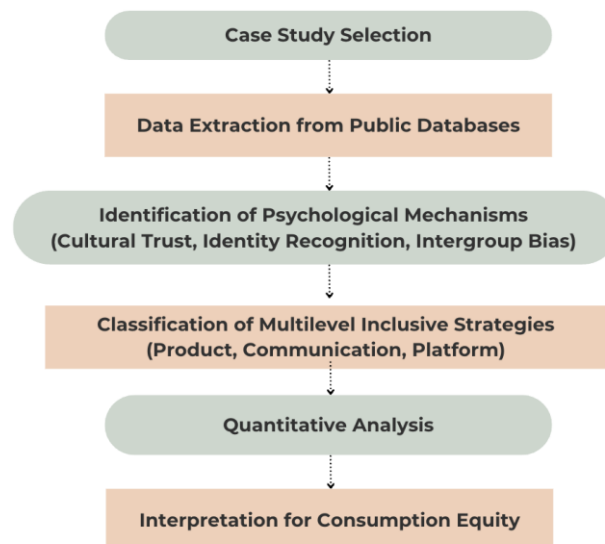 Case Study Selection
Data Extraction from Public Databases
Identification of Psychological Mechanisms
(Cultural Trust, Identity Recognition, Intergroup Bias)
Classification of Multilevel Inclusive Strategies
(Product, Communication, Platform)
Quantitative Analysis
Interpretation for Consumption Equity